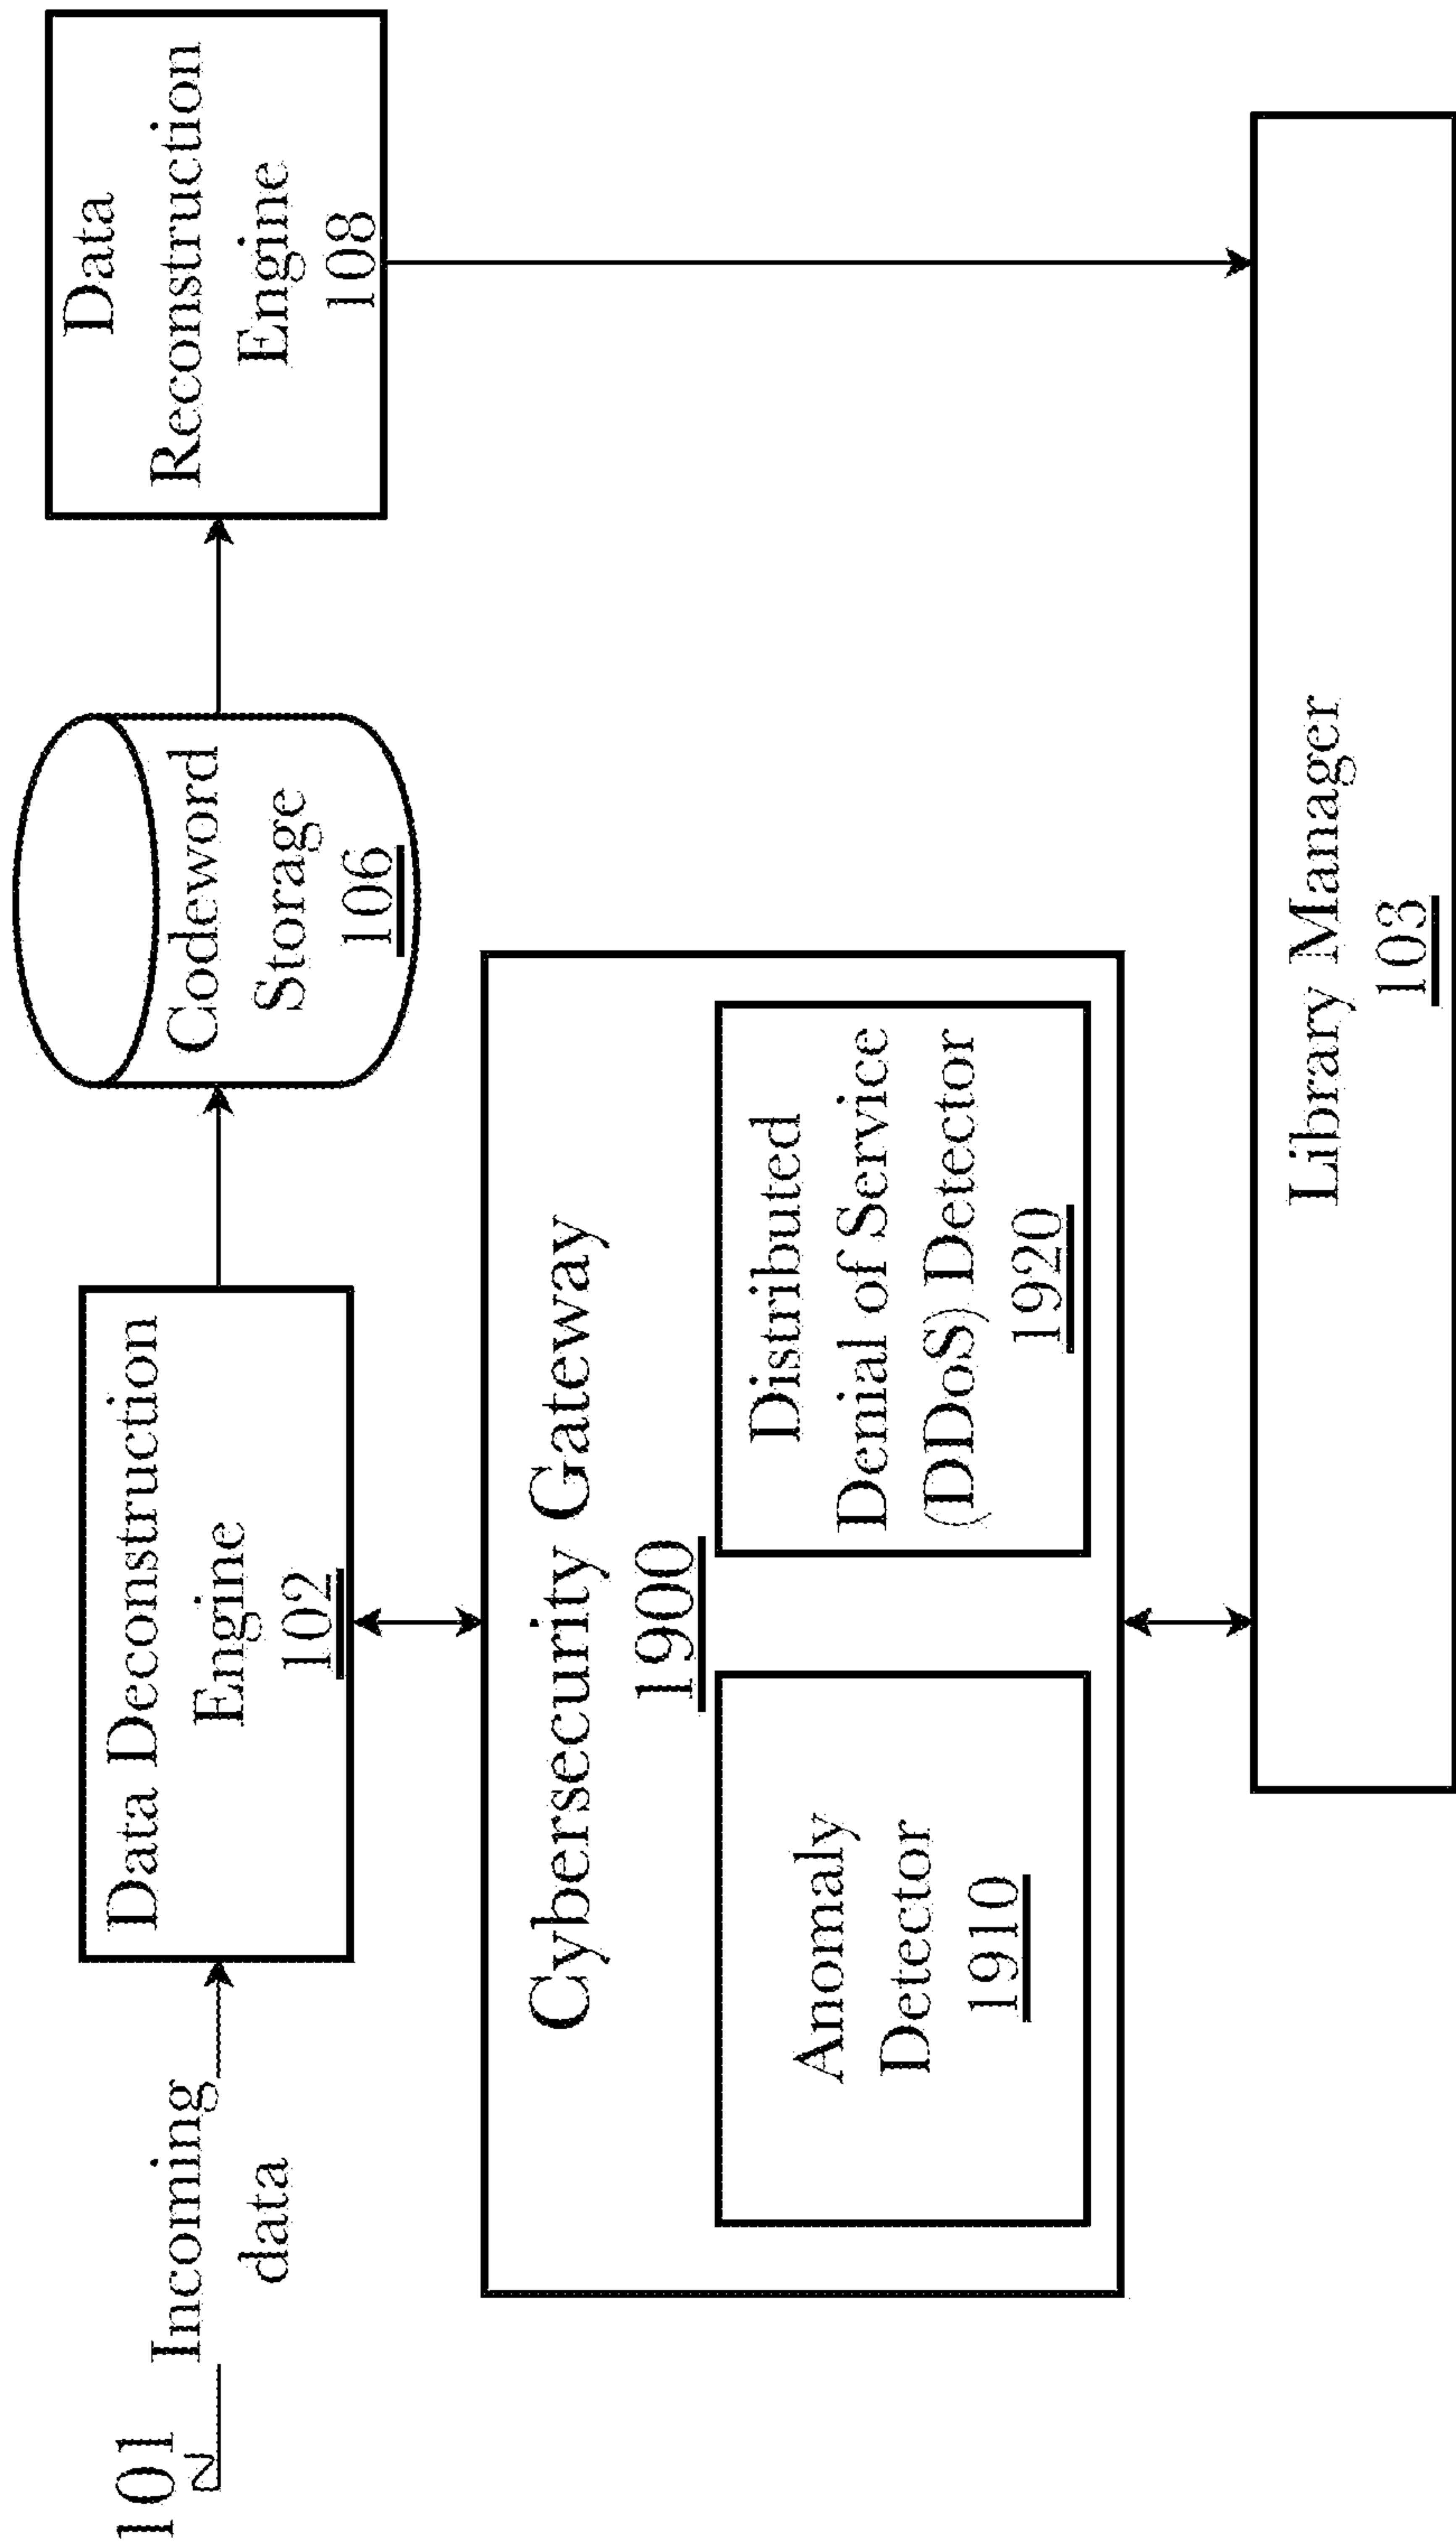 101
Incoming
data
Data Deconstruction
Engine
102
Codeword
Storage
106
Data
Reconstruction
Engine
108
Cybersecurity Gateway
1900
Anomaly
Detector
1910
Distributed
Denial of Service
(DDoS) Detector
1920
Library Manager
103